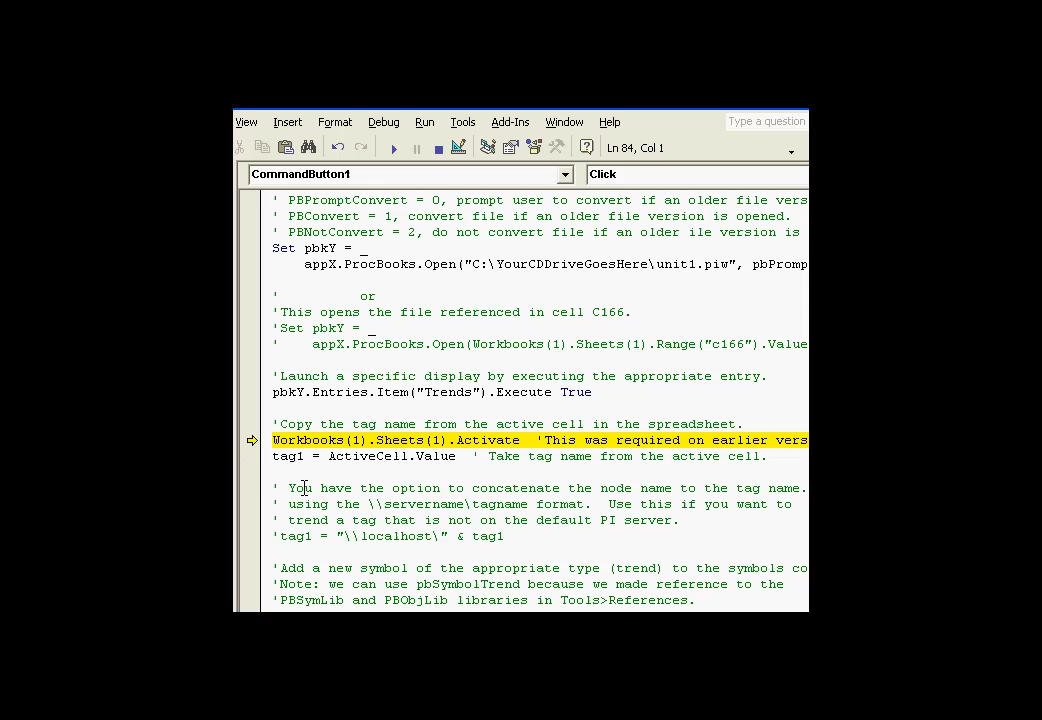 View Insert Format Debug Run Tools Add-Ins Window Help Type a question
Ln 84, Col 1
CommandButton1 Click
' PBPromptConvert = 0, prompt user to convert if an older file vers
' PBConvert = 1, convert file if an older file version is opened.
' PBNotConvert = 2, do not convert file if an older ile version is
Set pbkY = _
appX.ProcBooks.Open("C:\YourCDDriveGoesHere\unit1.piw", pbPromp
' or
'This opens the file referenced in cell C166.
'Set pbkY = _
' appX.ProcBooks.Open(Workbooks(1).Sheets(1).Range("c166").Value
'Launch a specific display by executing the appropriate entry.
pbkY.Entries.Item("Trends").Execute True
'Copy the tag name from the active cell in the spreadsheet.
Workbooks(1).Sheets(1).Activate 'This was required on earlier vers
tag1 = ActiveCell.Value ' Take tag name from the active cell.
' You have the option to concatenate the node name to the tag name.
' using the \\servername\tagname format. Use this if you want to
' trend a tag that is not on the default PI server.
'tag1 = "\\localhost\" & tag1
'Add a new symbol of the appropriate type (trend) to the symbols co
'Note: we can use pbSymbolTrend because we made reference to the
'PBSymLib and PBObjLib libraries in Tools>References.